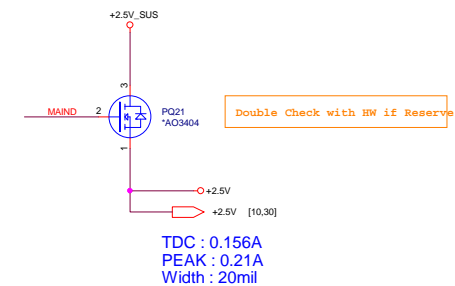 +2.5V_SUS
3
MAIND 2 PQ21
*AO3404
Double Check with HW if Reserve
1
+2.5V
+2.5V [10,30]
TDC : 0.156A
PEAK : 0.21A
Width : 20mil